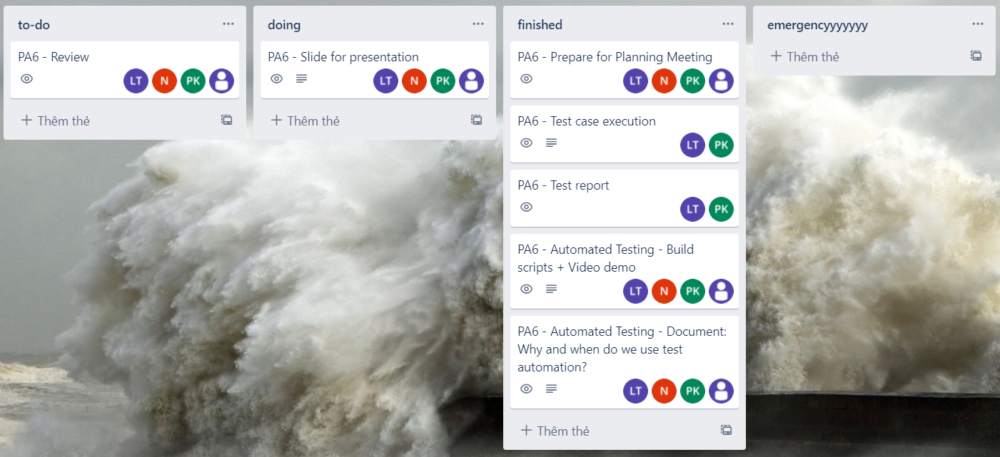 to-do
PA6 - Review
LT N PK
Thêm thẻ
doing
PA6 - Slide for presentation
LT N PK
Thêm thẻ
finished
PA6 - Prepare for Planning Meeting
LT N PK
PA6 - Test case execution
LT PK
PA6 - Test report
LT PK
PA6 - Automated Testing - Build
scripts + Video demo
LT N PK
PA6 - Automated Testing - Document:
Why and when do we use test
automation?
LT N PK
Thêm thẻ
emergencyyyyyyy
Thêm thẻ